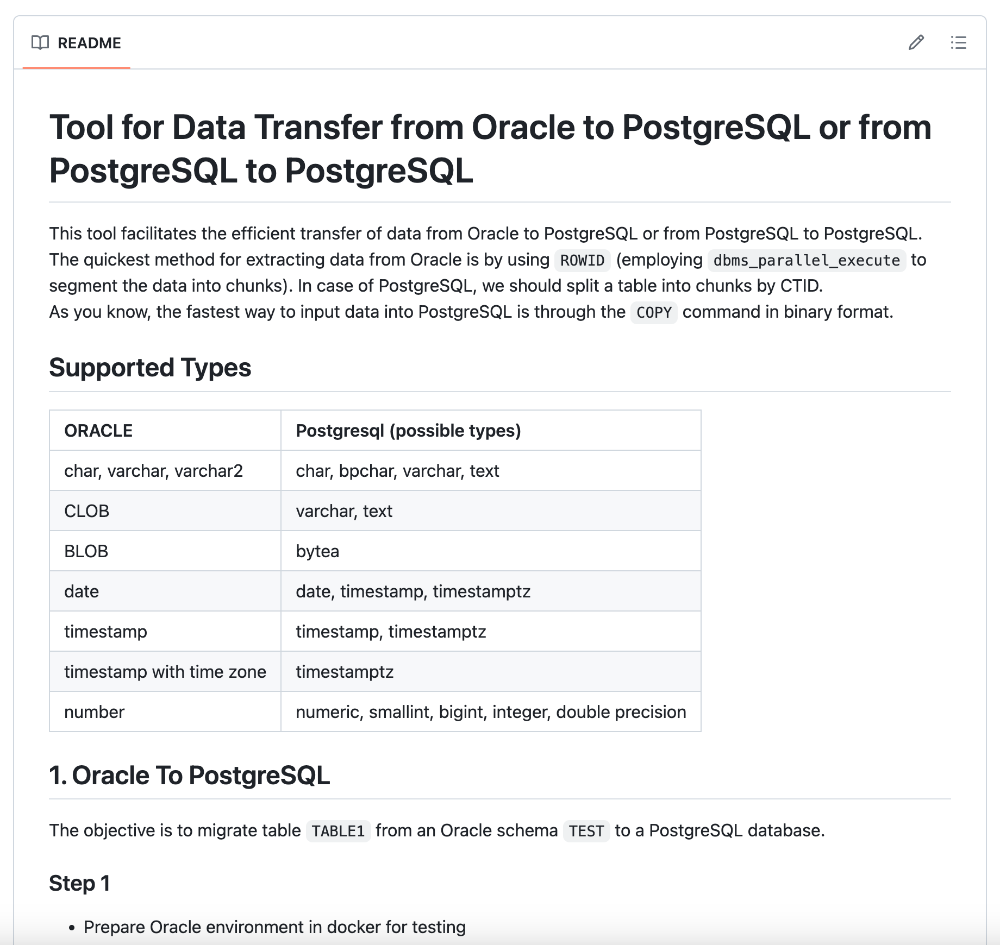 README
Tool for Data Transfer from Oracle to PostgreSQL or from
PostgreSQL to PostgreSQL
This tool facilitates the efficient transfer of data from Oracle to PostgreSQL or from PostgreSQL to PostgreSQL.
The quickest method for extracting data from Oracle is by using ROWID (employing dbms_parallel_execute to
segment the data into chunks). In case of PostgreSQL, we should split a table into chunks by CTID.
As you know, the fastest way to input data into PostgreSQL is through the COPY command in binary format.
Supported Types
ORACLE Postgresql (possible types)
char, varchar, varchar2 char, bpchar, varchar, text
CLOB varchar, text
BLOB bytea
date date, timestamp, timestamptz
timestamp timestamp, timestamptz
timestamp with time zone timestamptz
number numeric, smallint, bigint, integer, double precision
1. Oracle To PostgreSQL
The objective is to migrate table TABLE1 from an Oracle schema TEST to a PostgreSQL database.
Step 1
• Prepare Oracle environment in docker for testing